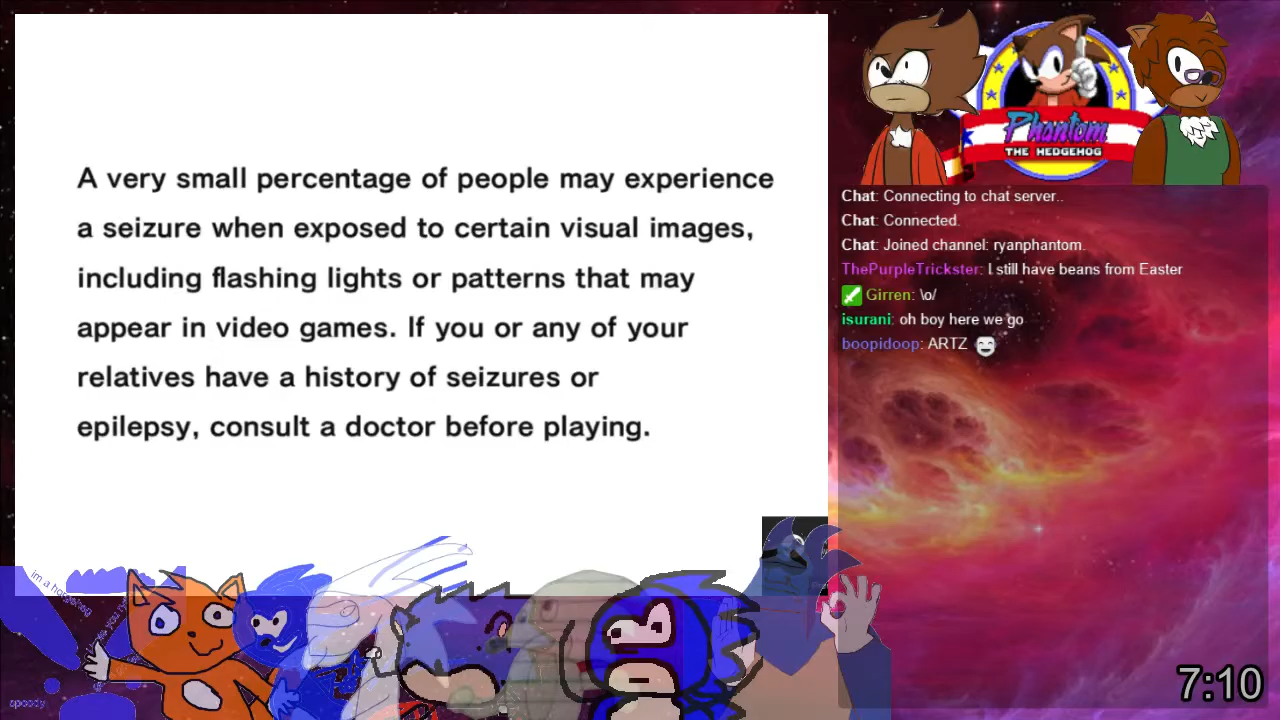 A very small percentage of people may experience
a seizure when exposed to certain visual images,
including flashing lights or patterns that may
appear in video games. If you or any of your
relatives have a history of seizures or
epilepsy, consult a doctor before playing.
Phantom
THE HEDGEHOG
Chat: Connecting to chat server..
Chat: Connected.
Chat: Joined channel: ryanphantom.
ThePurpleTrickster: I still have beans from Easter
Girren: \o/
isurani: oh boy here we go
boopidoop: ARTZ
im a
spoody
7:10